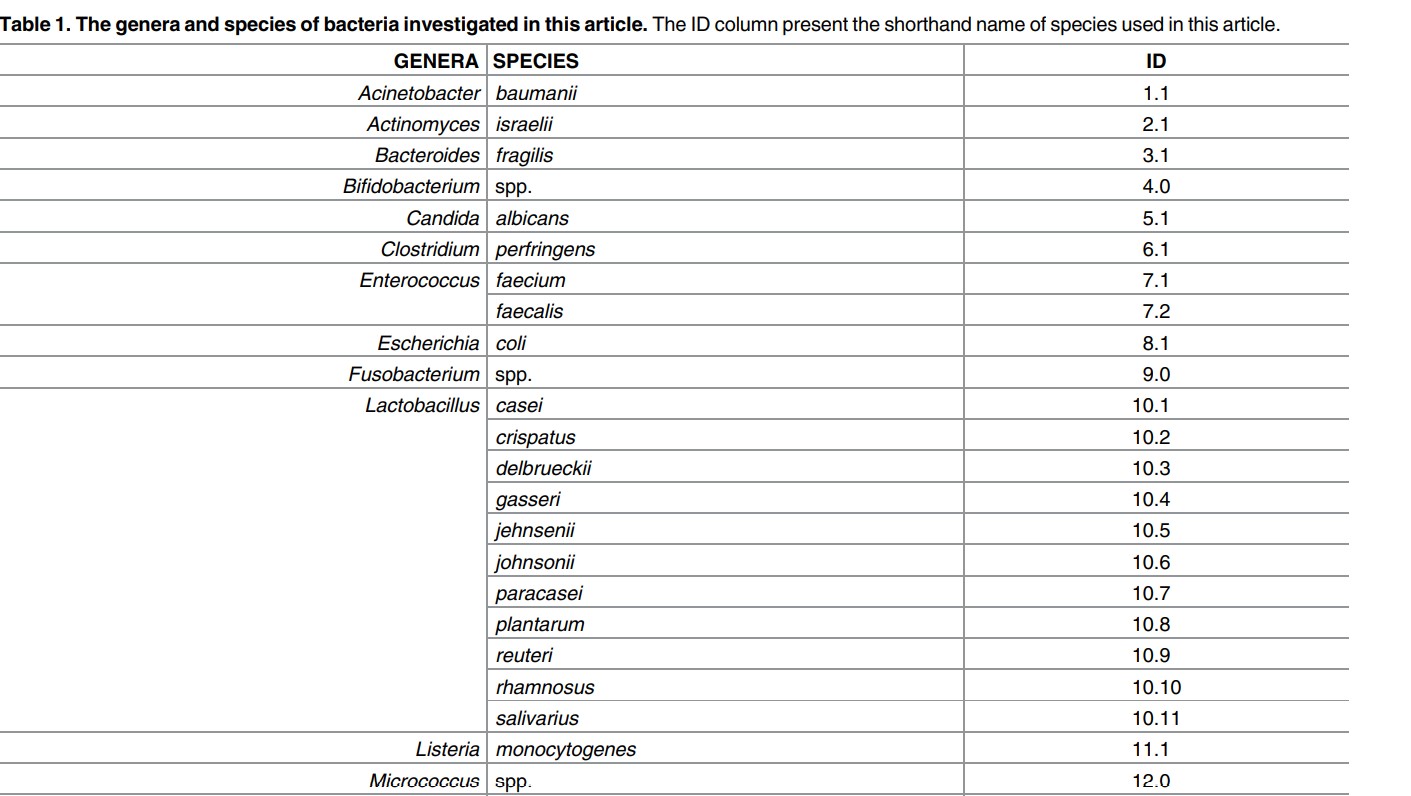 Table 1. The genera and species of bacteria investigated in this article. The ID column present the shorthand name of species used in this article.
GENERA SPECIES ID
Acinetobacter baumanii 1.1
Actinomyces israelii 2.1
Bacteroides fragilis 3.1
Bifidobacterium spp. 4.0
Candida albicans 5.1
Clostridium perfringens 6.1
Enterococcus faecium 7.1
faecalis 7.2
Escherichia coli 8.1
Fusobacterium spp. 9.0
Lactobacillus casei 10.1
crispatus 10.2
delbrueckii 10.3
gasseri 10.4
jehnsenii 10.5
johnsonii 10.6
paracasei 10.7
plantarum 10.8
reuteri 10.9
rhamnosus 10.10
salivarius 10.11
Listeria monocytogenes 11.1
Micrococcus spp. 12.0